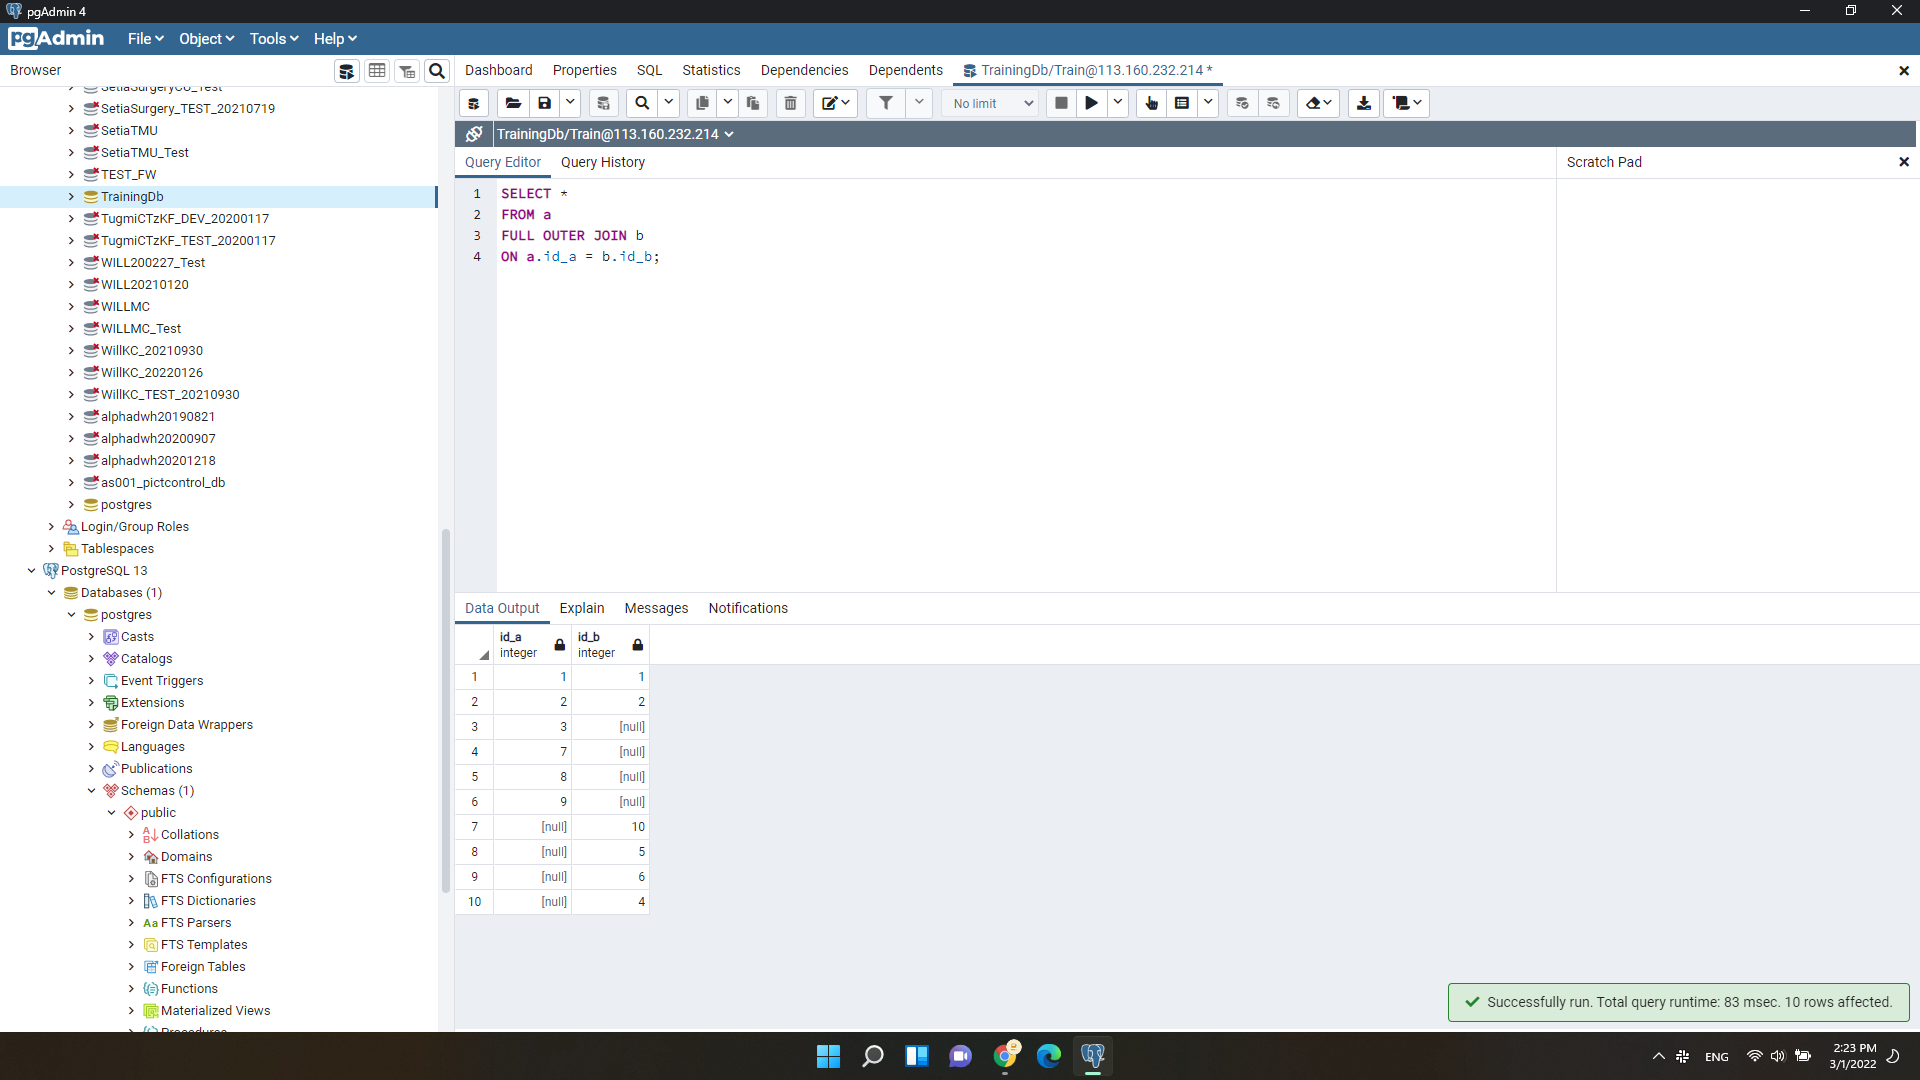 pgAdmin 4
pgAdmin File Object Tools Help
Browser
SetiaSurgeryCU_Test
SetiaSurgery_TEST_20210719
SetiaTMU
SetiaTMU_Test
TEST_FW
TrainingDb
TugmiCTzKF_DEV_20200117
TugmiCTzKF_TEST_20200117
WILL200227_Test
WILL20210120
WILLMC
WILLMC_Test
WillKC_20210930
WillKC_20220126
WillKC_TEST_20210930
alphadwh20190821
alphadwh20200907
alphadwh20201218
as001_pictcontrol_db
postgres
Login/Group Roles
Tablespaces
PostgreSQL 13
Databases (1)
postgres
Casts
Catalogs
Event Triggers
Extensions
Foreign Data Wrappers
Languages
Publications
Schemas (1)
public
Collations
Domains
FTS Configurations
FTS Dictionaries
Aa FTS Parsers
FTS Templates
Foreign Tables
Functions
Materialized Views
Procedures
Dashboard Properties SQL Statistics Dependencies Dependents TrainingDb/Train@113.160.232.214 *
No limit
TrainingDb/Train@113.160.232.214
Query Editor Query History
Scratch Pad
1 SELECT *
2 FROM a
3 FULL OUTER JOIN b
4 ON a.id_a = b.id_b;
Data Output Explain Messages Notifications
id_a id_b
integer integer
1 1 1
2 2 2
3 3 [null]
4 7 [null]
5 8 [null]
6 9 [null]
7 [null] 10
8 [null] 5
9 [null] 6
10 [null] 4
Successfully run. Total query runtime: 83 msec. 10 rows affected.
ENG
2:23 PM
3/1/2022